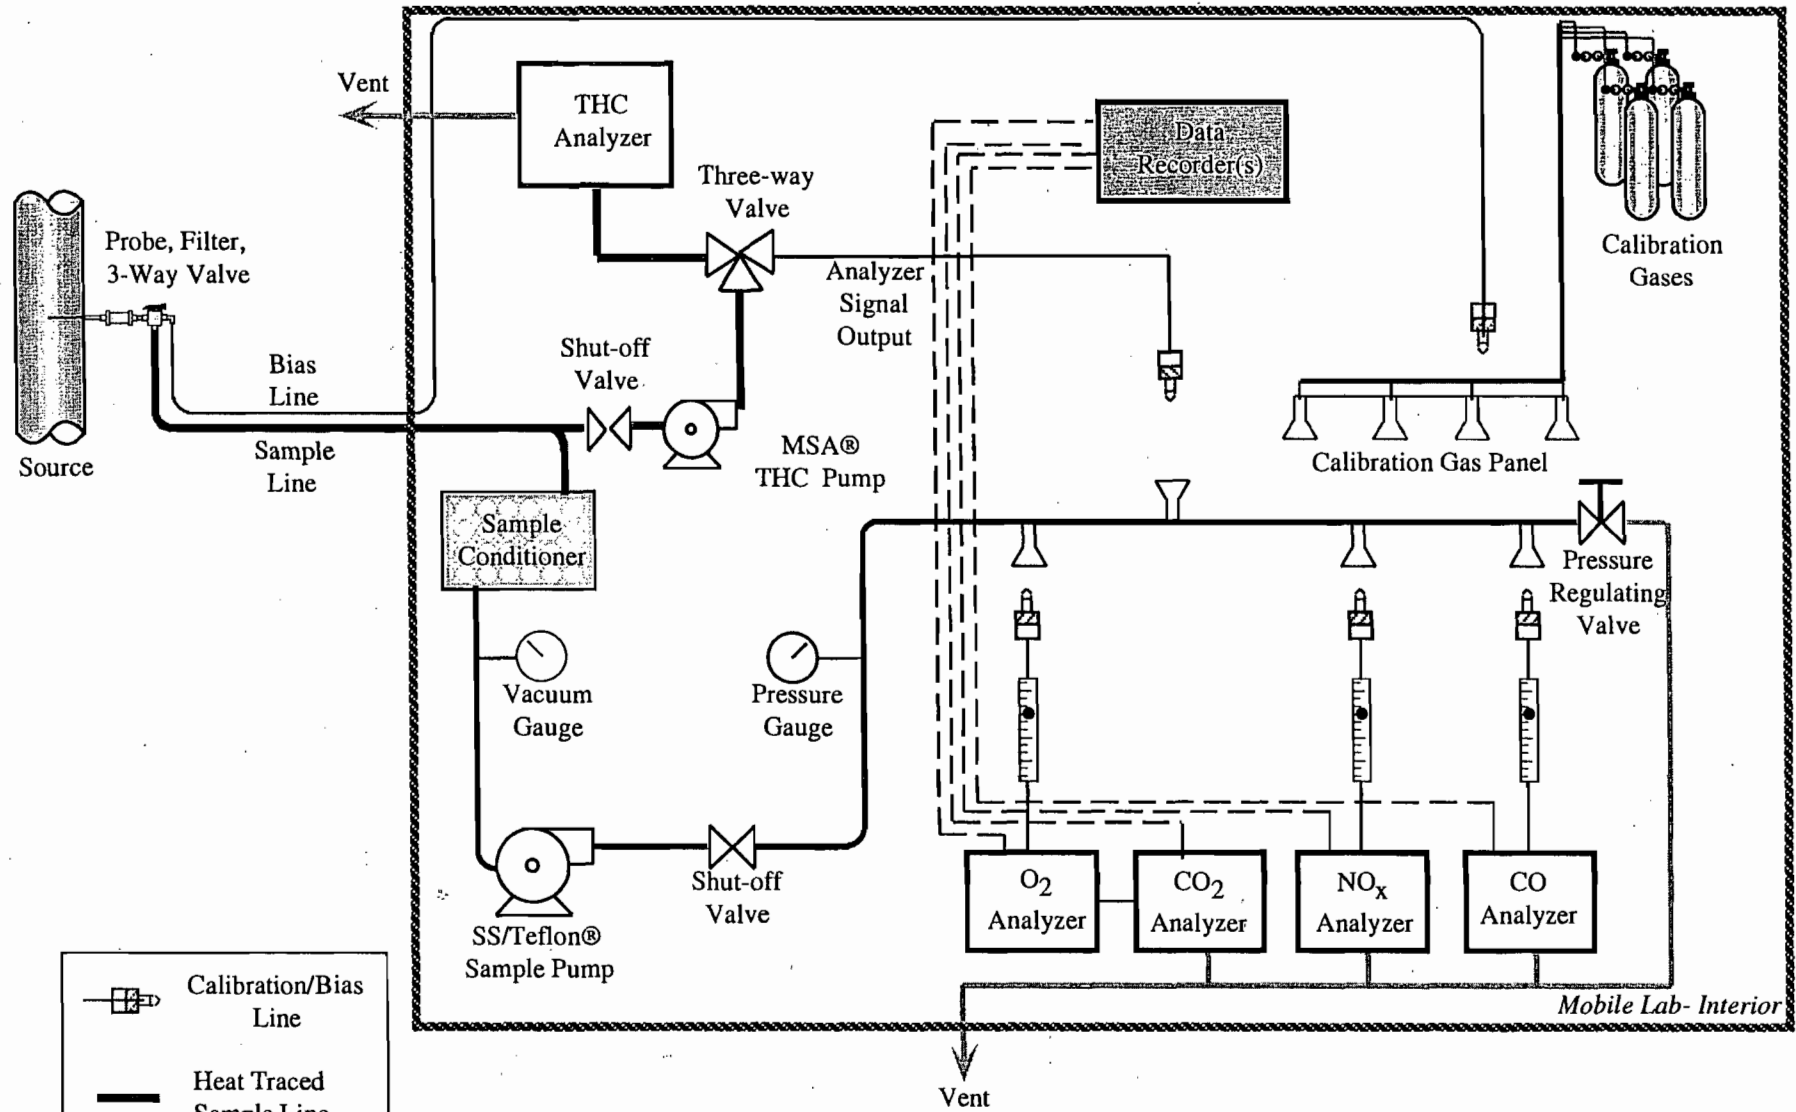 Vent
THC
Analyzer
Data
Recorder(s)
Three-way
Valve
Probe, Filter,
3-Way Valve
Calibration
Gases
Analyzer
Signal
Output
Shut-off
Valve
Bias
Line
Source
Sample
Line
MSA®
THC Pump
Calibration Gas Panel
Sample
Conditioner
Pressure
Regulating
Valve
Vacuum
Gauge
Pressure
Gauge
Shut-off
Valve
O2
Analyzer
CO2
Analyzer
NOx
Analyzer
CO
Analyzer
SS/Teflon®
Sample Pump
Mobile Lab- Interior
Calibration/Bias
Line
Heat Traced
Sample Line
Vent